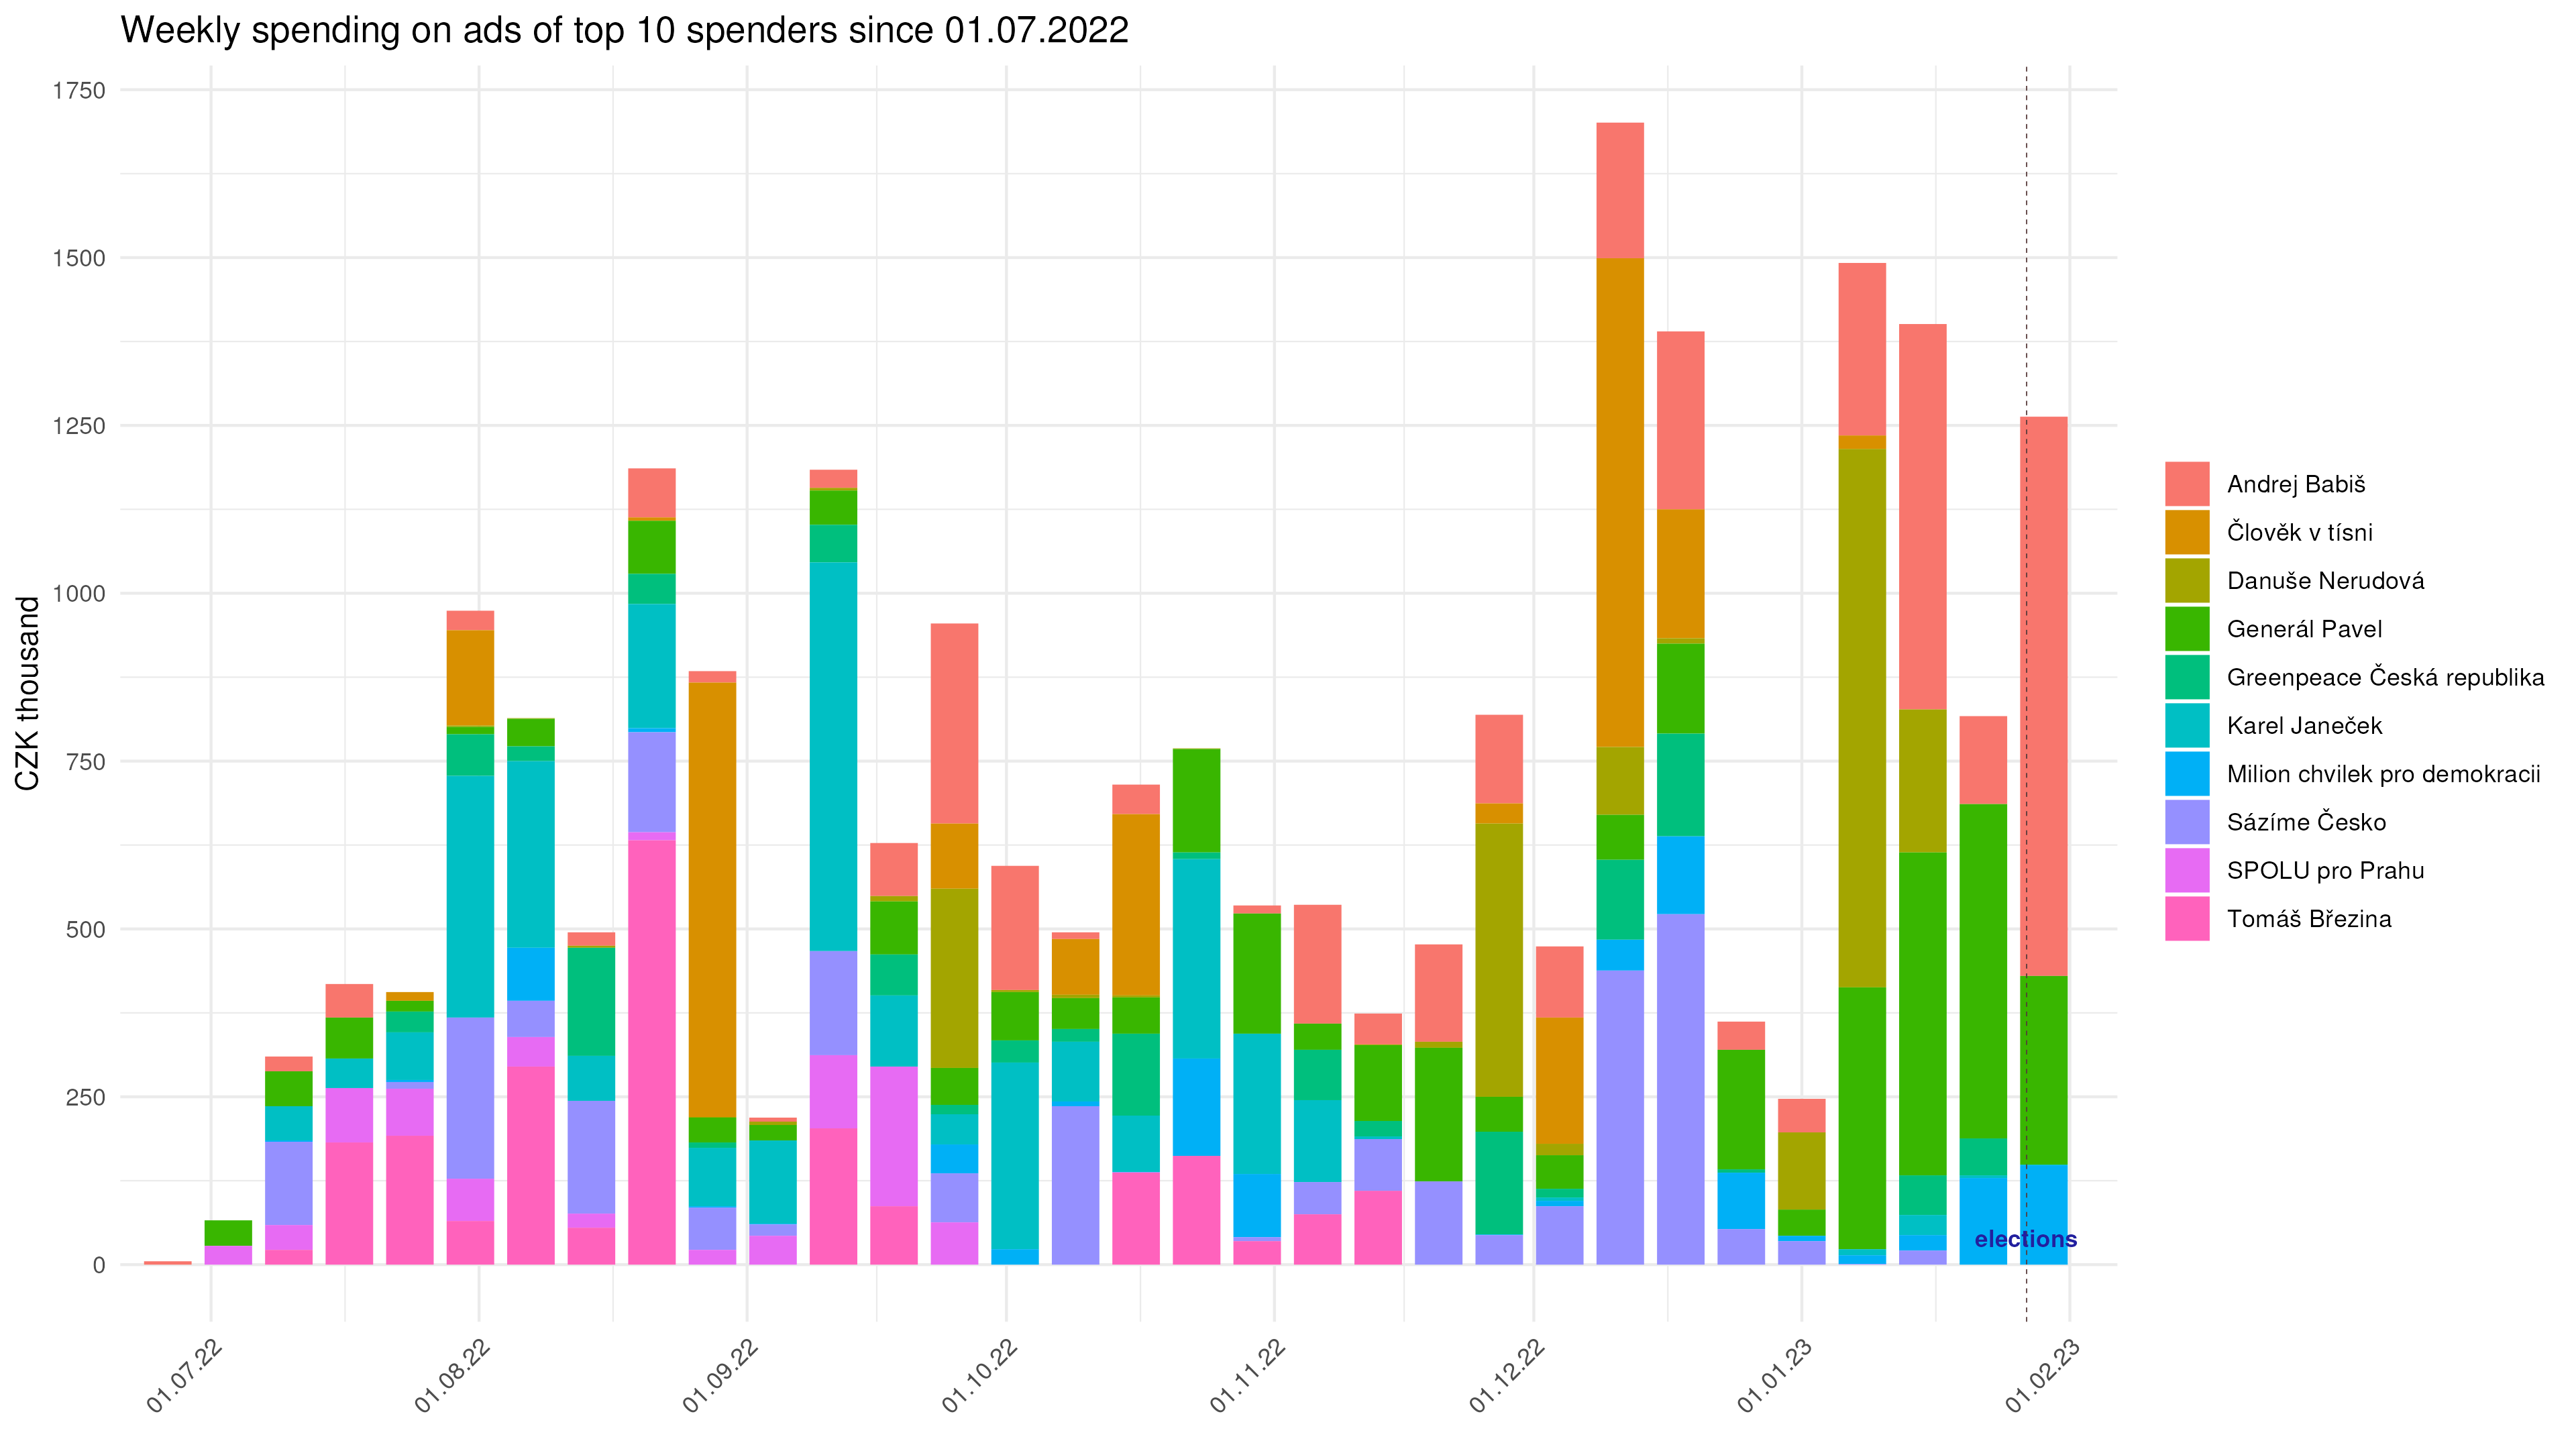 Weekly spending on ads of top 10 spenders since 01.07.2022
CZK thousand
1750
1500
1250
1000
750
500
250
0
01.07.22
01.08.22
01.09.22
01.10.22
01.11.22
01.12.22
01.01.23
01.02.23
elections
Andrej Babiš
Člověk v tísni
Danuše Nerudová
Generál Pavel
Greenpeace Česká republika
Karel Janeček
Milion chvilek pro demokracii
Sázíme Česko
SPOLU pro Prahu
Tomáš Březina